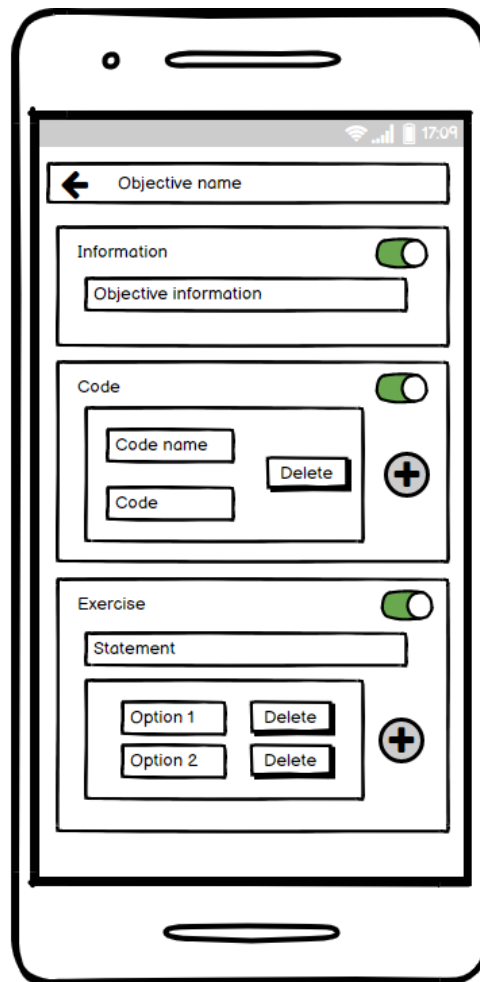 17:09
Objective name
Information
Objective information
Code
Code name
Delete
Code
Exercise
Statement
Option 1 Delete
Option 2 Delete